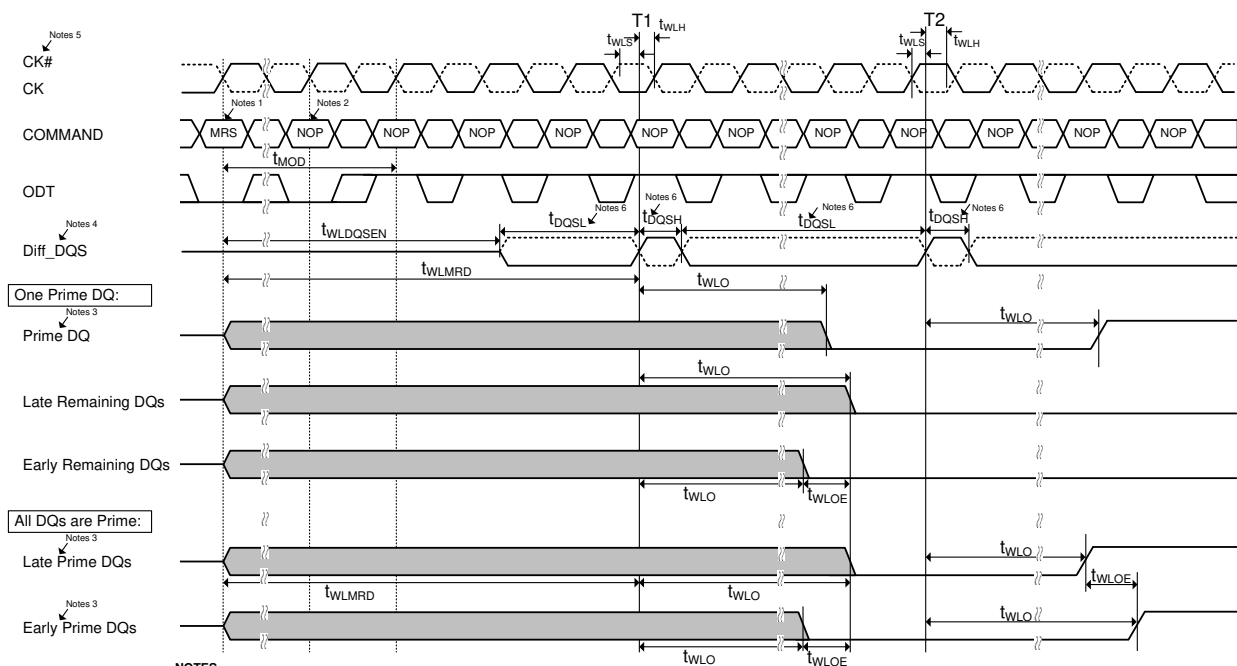 T1 T2
Notes 5 tWLS tWLH tWLS tWLH
CK#
CK
Notes 1 Notes 2
COMMAND MRS NOP NOP NOP NOP NOP NOP NOP NOP NOP NOP NOP
tMOD
ODT
Notes 4 tWLDQSEN tDQSL Notes 6 tDQSH Notes 6 tDQSL Notes 6 tDQSH Notes 6
Diff_DQS
tWLMRD
tWLO
One Prime DQ:
Notes 3
Prime DQ
tWLO
tWLO
Late Remaining DQs
Early Remaining DQs
tWLO tWLOE
All DQs are Prime:
Notes 3
Late Prime DQs
tWLO
tWLMRD tWLO tWLOE
Notes 3
Early Prime DQs
tWLO
tWLO tWLOE
NOTES